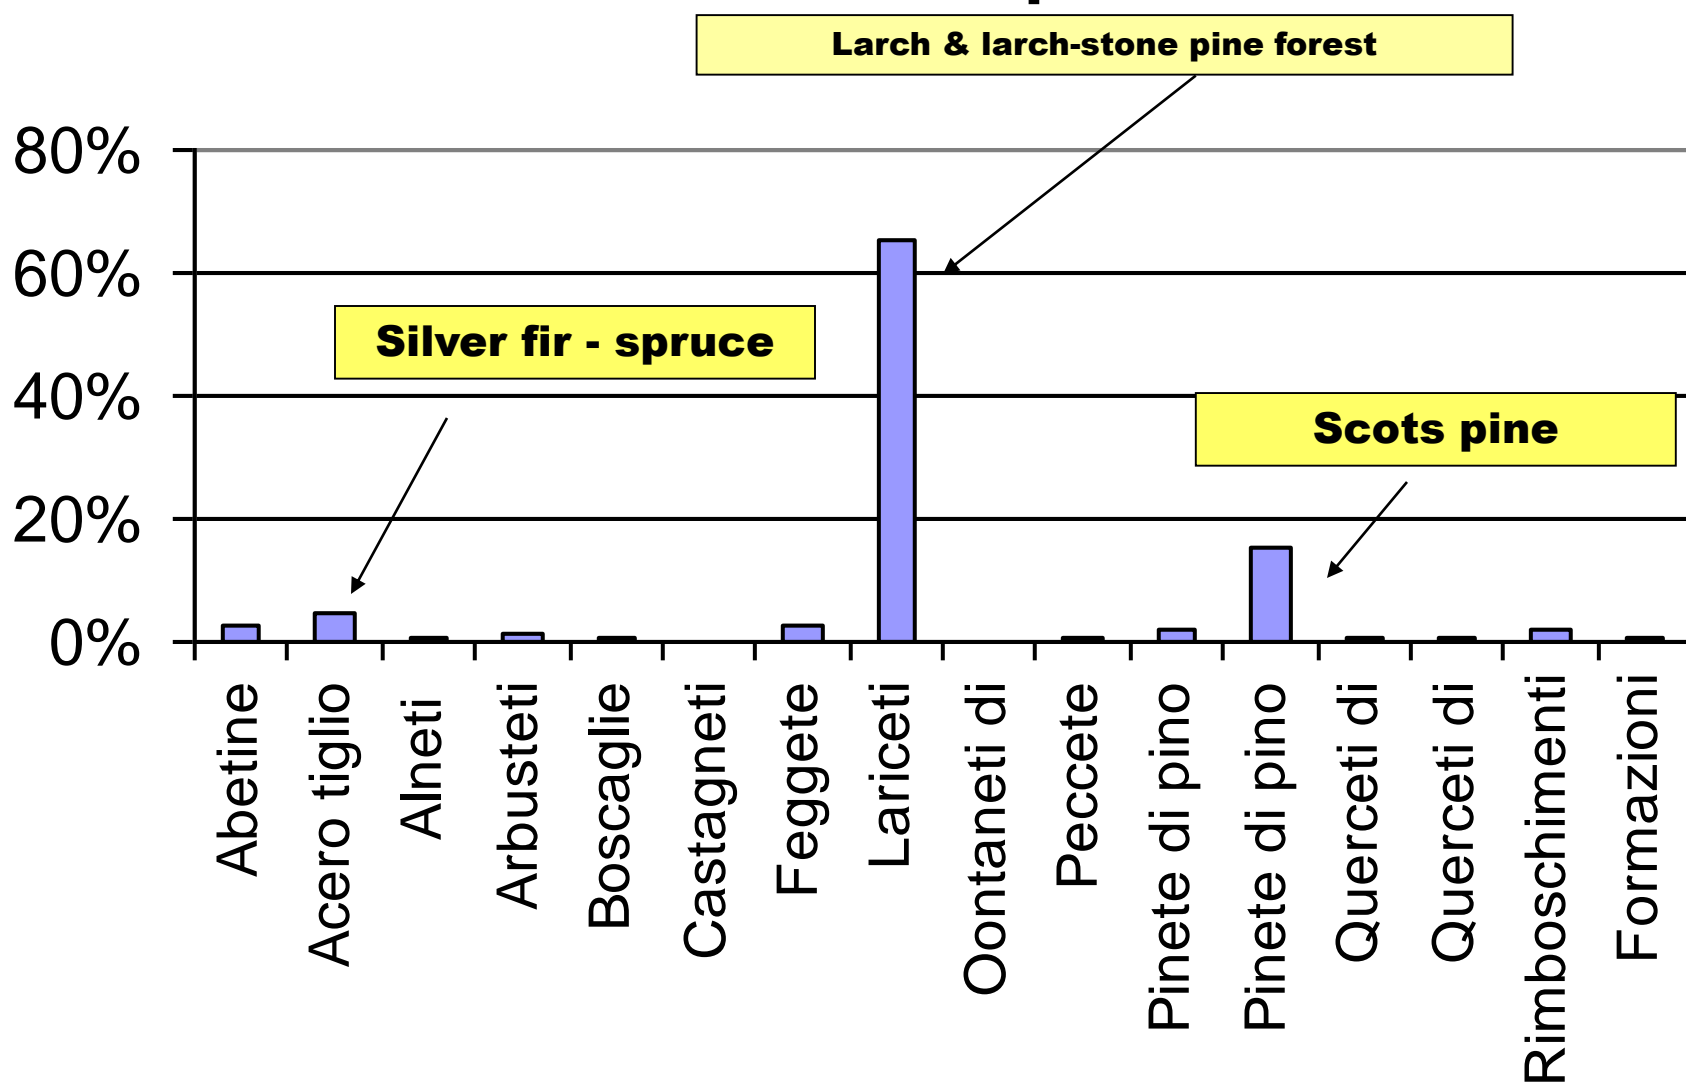 Larch & larch-stone pine forest
80%
60%
Silver fir - spruce
40%
Scots pine
20%
0%
Abetine
Acero tiglio
Alneti
Arbusteti
Boscaglie
Castagneti
Feggete
Lariceti
Oontaneti di
Peccete
Pinete di pino
Pinete di pino
Querceti di
Querceti di
Rimboschimenti
Formazioni